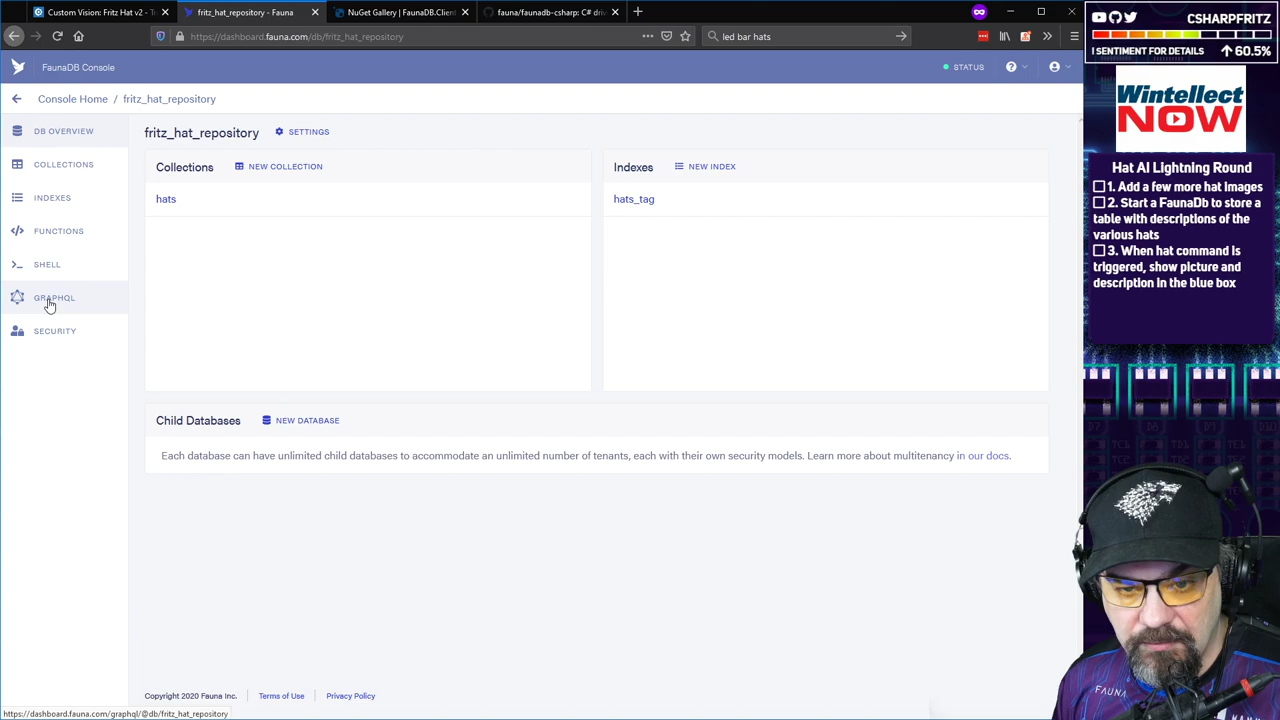 Custom Vision: Fritz Hat v2 - Tr
fritz_hat_repository - Fauna
NuGet Gallery | FaunaDB.Client
fauna/faunadb-csharp: C# driv
https://dashboard.fauna.com/db/fritz_hat_repository
led bar hats
FaunaDB Console
STATUS
Console Home / fritz_hat_repository
DB OVERVIEW
COLLECTIONS
INDEXES
FUNCTIONS
SHELL
GRAPHQL
SECURITY
fritz_hat_repository
SETTINGS
Collections
NEW COLLECTION
hats
Indexes
NEW INDEX
hats_tag
Child Databases
NEW DATABASE
Each database can have unlimited child databases to accommodate an unlimited number of tenants, each with their own security models. Learn more about multitenancy in our docs.
Copyright 2020 Fauna Inc.
Terms of Use
Privacy Policy
https://dashboard.fauna.com/graphql/@db/fritz_hat_repository
CSHARPFRITZ
! SENTIMENT FOR DETAILS
60.5%
Wintellect
NOW
Hat AI Lightning Round
1. Add a few more hat images
2. Start a FaunaDb to store a
table with descriptions of the
various hats
3. When hat command is
triggered, show picture and
description in the blue box
D7
D8
D9
D10
FAUNA